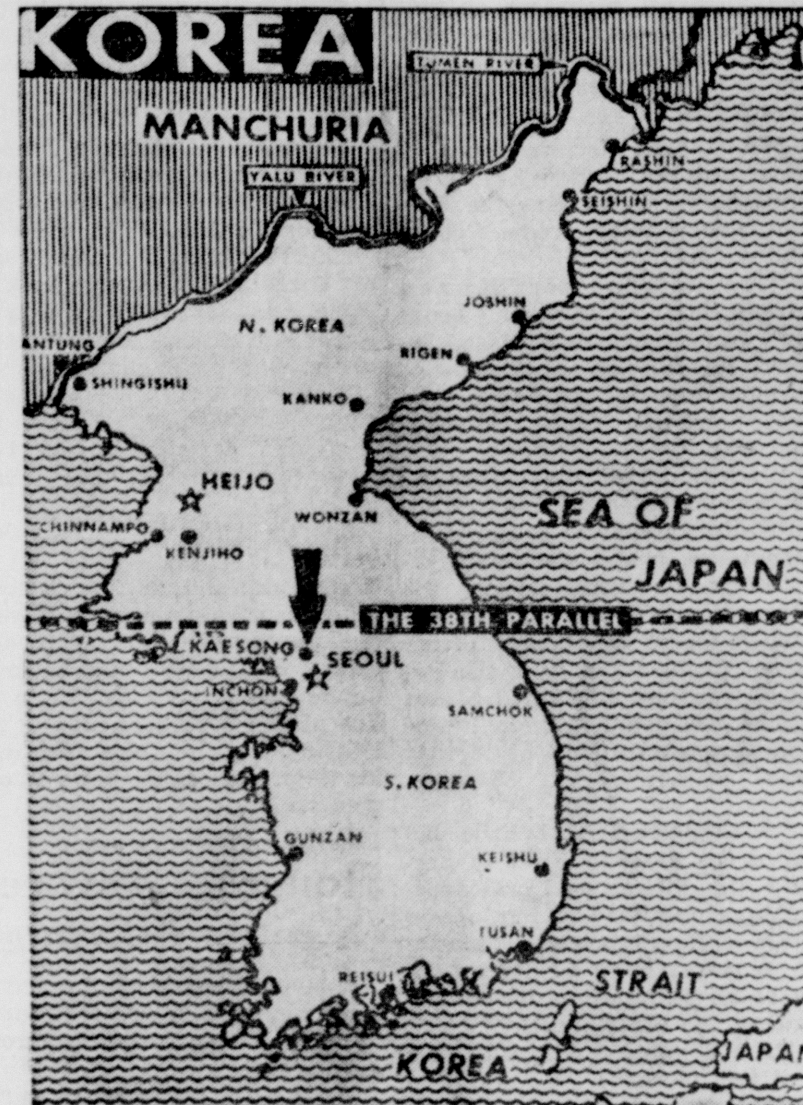 KOREA
TUMEN RIVER
MANCHURIA
RASHIN
YALU RIVER
SEISHIN
JOSHIN
N. KOREA
ANTUNG
RIGEN
SHINGISHU
KANKO
HEIJO
SEA OF
WONZAN
CHINNAMPO
KENJIHO
JAPAN
THE 38TH PARALLEL
KAESONG
SEOUL
INCHON
SAMCHOK
S. KOREA
GUNZAN
KEISHU
TUSAN
REISUI
STRAIT
JAPAN
KOREA